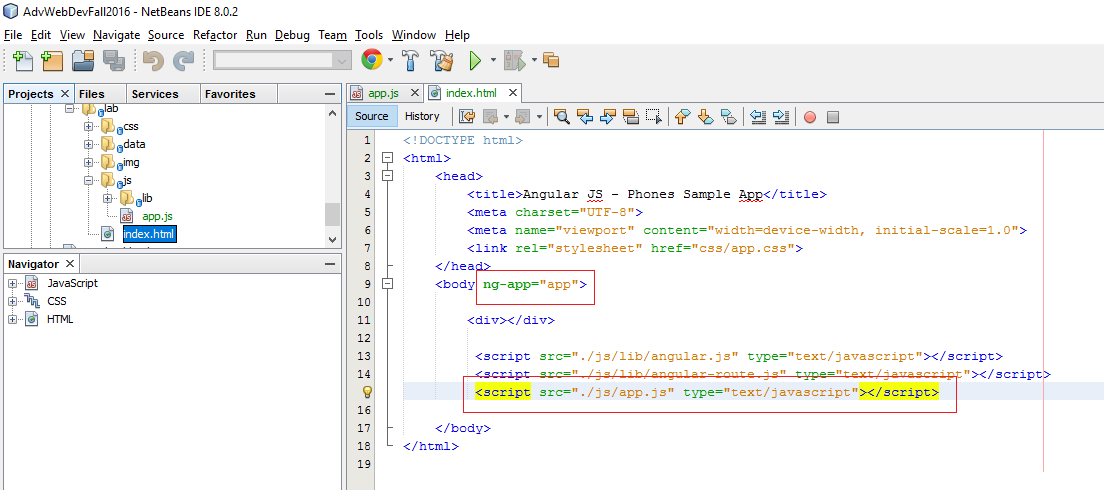 AdvWebDevFall2016 - NetBeans IDE 8.0.2
File Edit View Navigate Source Refactor Run Debug Team Tools Window Help
Projects Files Services Favorites
lab
css
data
img
js
lib
app.js
index.html
Navigator
JavaScript
CSS
HTML
app.js index.html
Source History
1 <!DOCTYPE html>
2 <html>
3 <head>
4 <title>Angular JS - Phones Sample App</title>
5 <meta charset="UTF-8">
6 <meta name="viewport" content="width=device-width, initial-scale=1.0">
7 <link rel="stylesheet" href="css/app.css">
8 </head>
9 <body ng-app="app">
10
11 <div></div>
12
13 <script src="./js/lib/angular.js" type="text/javascript"></script>
14 <script src="./js/lib/angular-route.js" type="text/javascript"></script>
<script src="./js/app.js" type="text/javascript"></script>
16
17 </body>
18 </html>
19